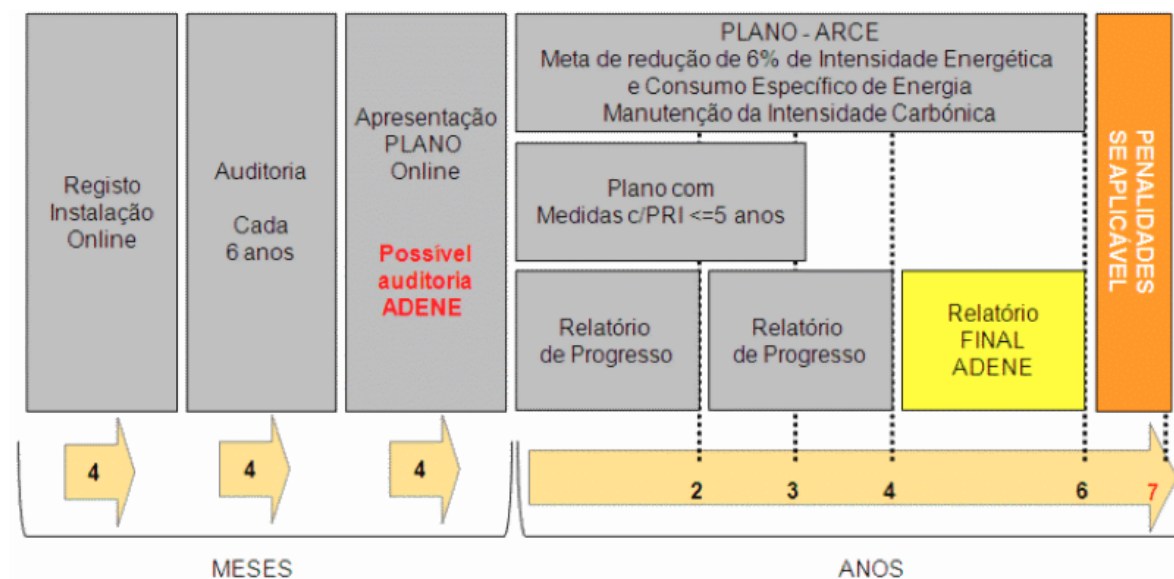 Registo
Instalação
Online
Auditoria
Cada
6 anos
Apresentação
PLANO
Online
Possível
auditoria
ADENE
PLANO - ARCE
Meta de redução de 6% de Intensidade Energética
e Consumo Específico de Energia
Manutenção da Intensidade Carbónica
Plano com
Medidas c/PRI <=5 anos
Relatório
de Progresso
Relatório
de Progresso
Relatório
FINAL
ADENE
PENALIDADES
SE APLICÁVEL
4
4
4
2
3
4
6
7
MESES
ANOS